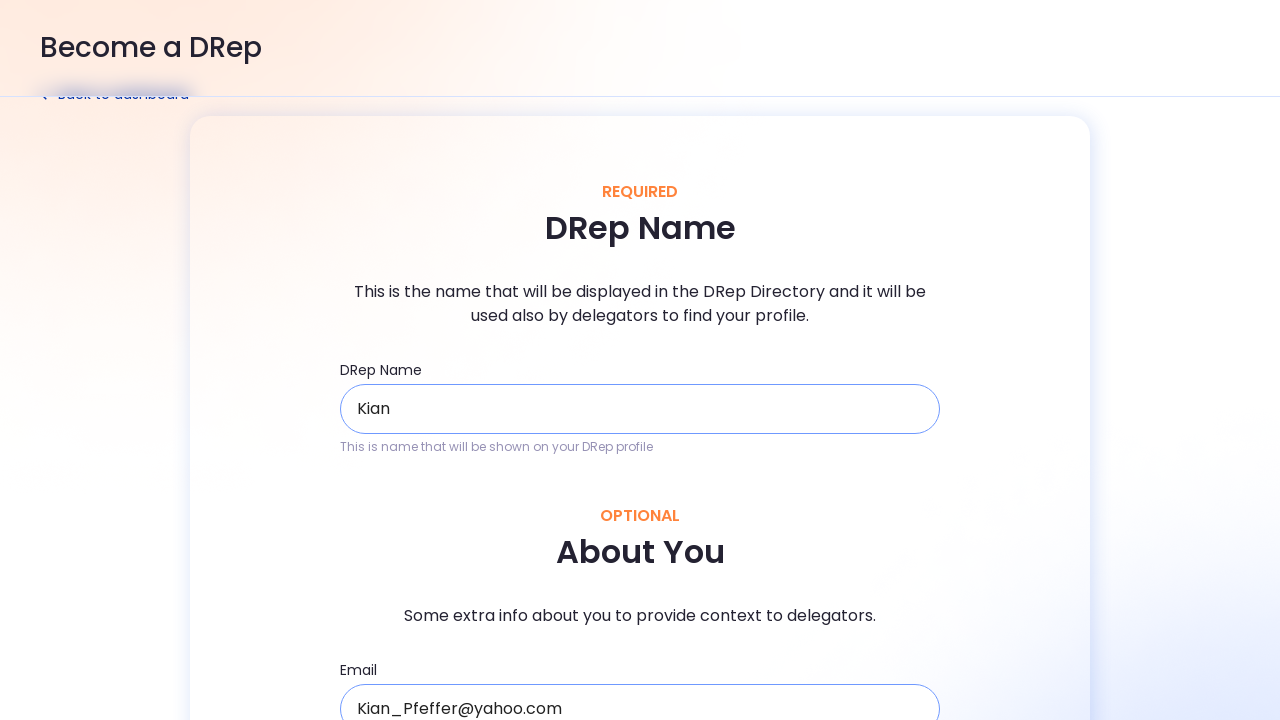 Become a DRep
Back to dashboard
REQUIRED
DRep Name
This is the name that will be displayed in the DRep Directory and it will be
used also by delegators to find your profile.
DRep Name
Kian
This is name that will be shown on your DRep profile
OPTIONAL
About You
Some extra info about you to provide context to delegators.
Email
Kian_Pfeffer@yahoo.com